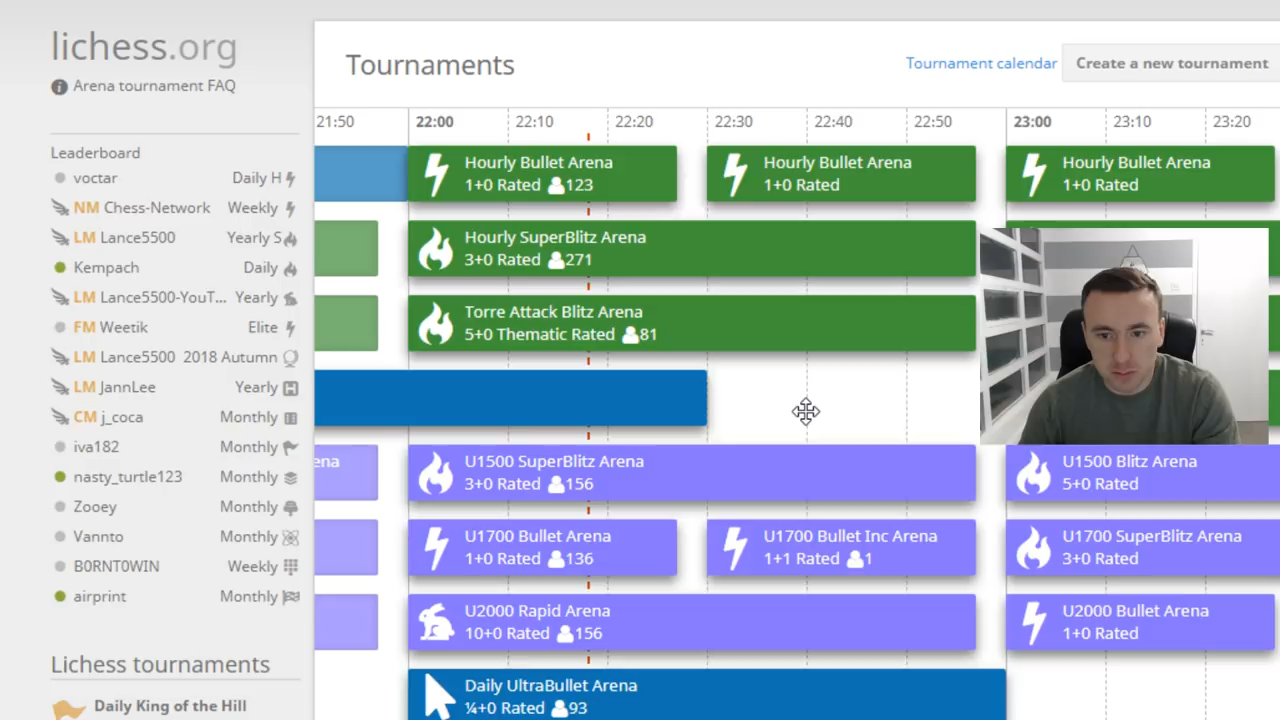 lichess.org
Arena tournament FAQ
Leaderboard
voctar Daily H
NM Chess-Network Weekly
LM Lance5500 Yearly S
Kempach Daily
LM Lance5500-YouT... Yearly
FM Weetik Elite
LM Lance5500 2018 Autumn
LM JannLee Yearly
CM j_coca Monthly
iva182 Monthly
nasty_turtle123 Monthly
Zooey Monthly
Vannto Monthly
B0RNT0WIN Weekly
airprint Monthly
Lichess tournaments
Daily King of the Hill
Tournaments
Tournament calendar
Create a new tournament
21:50 22:00 22:10 22:20 22:30 22:40 22:50 23:00 23:10 23:20
Hourly Bullet Arena
1+0 Rated 123
Hourly Bullet Arena
1+0 Rated
Hourly Bullet Arena
1+0 Rated
Hourly SuperBlitz Arena
3+0 Rated 271
Torre Attack Blitz Arena
5+0 Thematic Rated 81
ena
U1500 SuperBlitz Arena
3+0 Rated 156
U1500 Blitz Arena
5+0 Rated
U1700 Bullet Arena
1+0 Rated 136
U1700 Bullet Inc Arena
1+1 Rated 1
U1700 SuperBlitz Arena
3+0 Rated
U2000 Rapid Arena
10+0 Rated 156
U2000 Bullet Arena
1+0 Rated
Daily UltraBullet Arena
¼+0 Rated 93